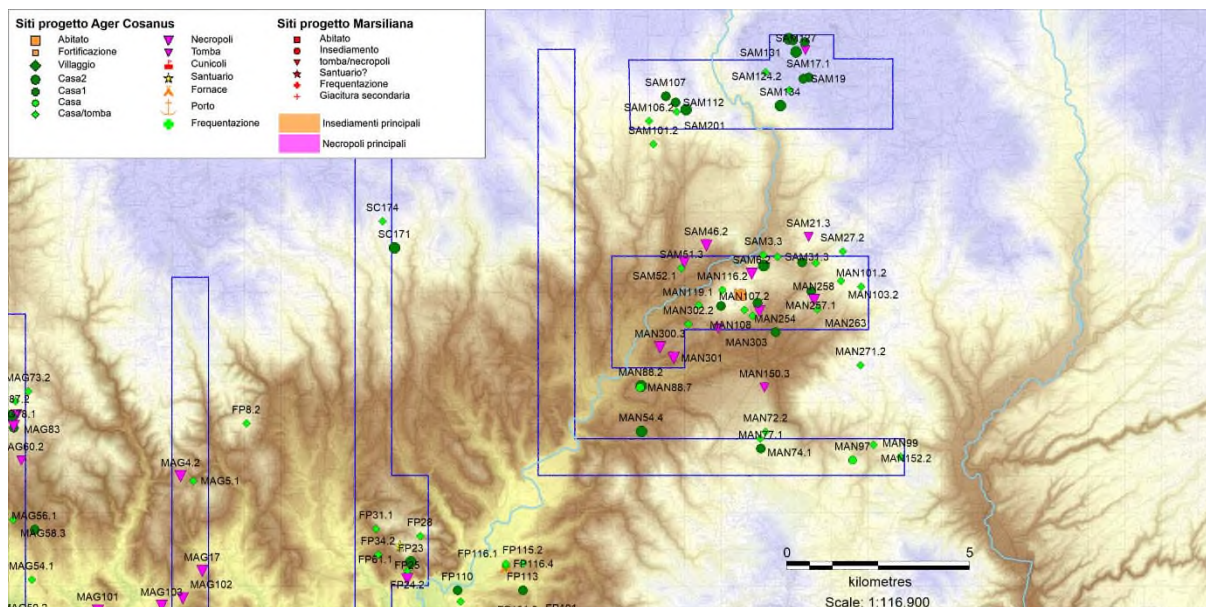 Siti progetto Ager Cosanus
Abitato
Fortificazione
Villaggio
Casa2
Casa1
Casa
Casa/tomba
Necropoli
Tomba
Cunicoli
Santuario
Fornace
Porto
Frequentazione
Siti progetto Marsiliana
Abitato
Insediamento
tomba/necropoli
Santuario?
Frequentazione
Giacitura secondaria
Insediamenti principali
Necropoli principali
SAM127
SAM131
SAM17.1
SAM124.2
SAM19
SAM107
SAM134
SAM106.2
SAM112
SAM201
SAM101.2
SC174
SC171
SAM21.3
SAM46.2
SAM3.3
SAM27.2
SAM51.3
SAM6.2
SAM31.3
SAM52.1
MAN116.2
MAN101.2
MAN258
MAN103.2
MAN119.1
MAN107.2
MAN257.1
MAN302.2
MAN254
MAN263
MAN108
MAN300.3
MAN303
MAN301
MAN271.2
MAN88.2
MAN88.7
MAN150.3
MAN54.4
MAN72.2
MAN77.1
MAN74.1
MAN97
MAN99
MAN152.2
MAG73.2
MAG83
FP8.2
MAG4.2
MAG5.1
MAG56.1
MAG58.3
FP31.1
FP28
FP34.2
FP23
FP61.1
FP25
FP24.2
FP116.1
FP115.2
FP116.4
FP110
FP113
MAG17
MAG54.1
MAG102
MAG103
MAG101
0 5
kilometres
Scale: 1:116,900